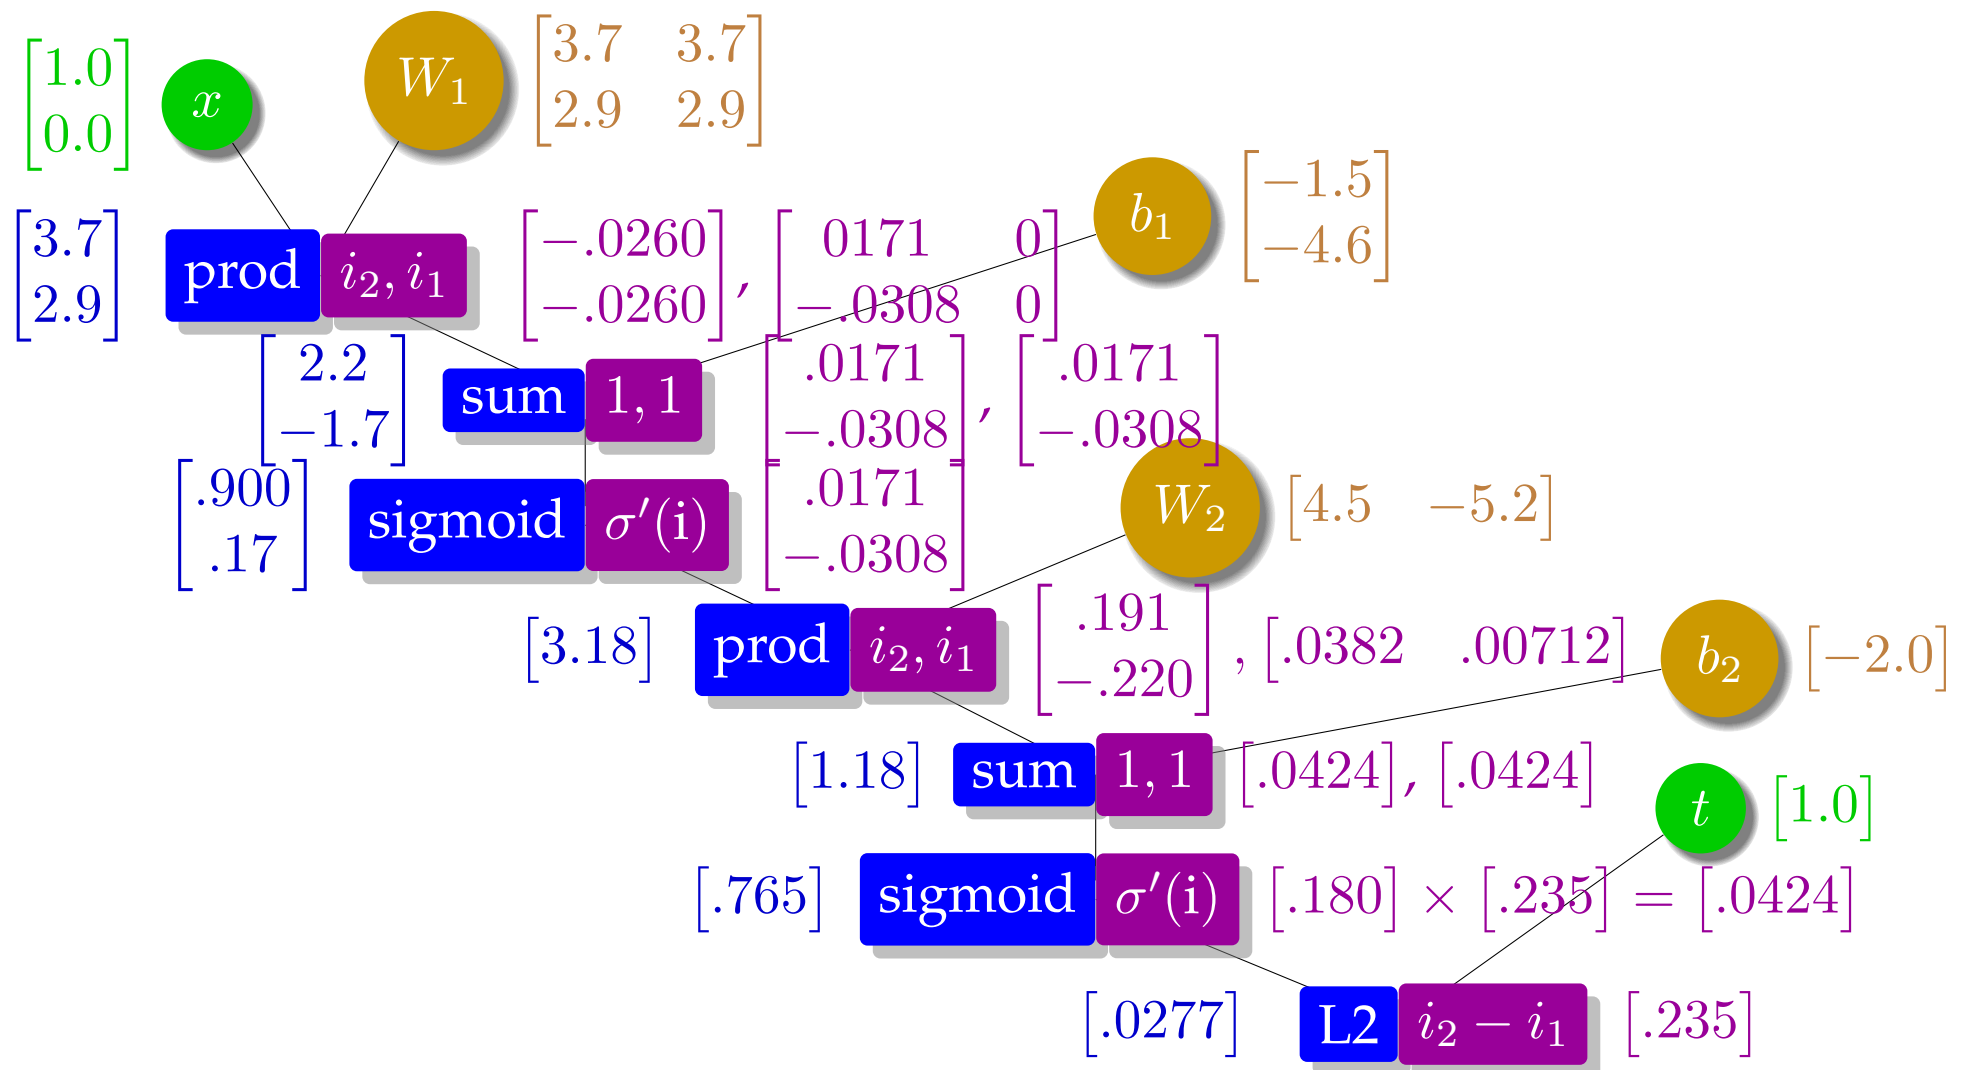 [1.0
0.0] x W₁ [3.7 3.7
2.9 2.9]
b₁ [−1.5
−4.6]
[3.7
2.9] prod i₂, i₁ [−.0260
−.0260], [0171 0
−.0308 0]
[2.2
−1.7] sum 1, 1 [.0171
−.0308], [.0171
−.0308]
[.900
.17] sigmoid σ′(i) [.0171
−.0308]
W₂ [4.5 −5.2]
[3.18] prod i₂, i₁ [.191
−.220], [.0382 .00712]
b₂ [−2.0]
[1.18] sum 1, 1 [.0424], [.0424]
t [1.0]
[.765] sigmoid σ′(i) [.180] × [.235] = [.0424]
[.0277] L2 i₂ − i₁ [.235]